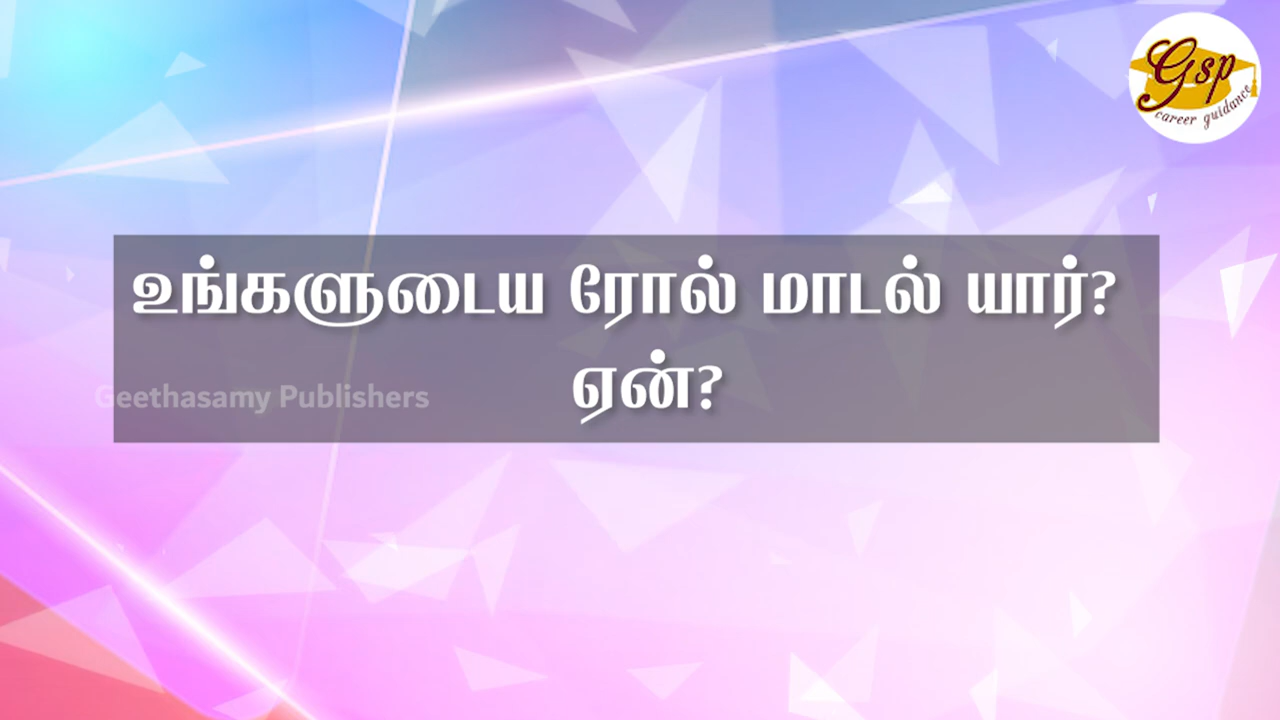 Gsp
career guidance
உங்களுடைய ரோல் மாடல் யார்?
ஏன்?
Geethasamy Publishers